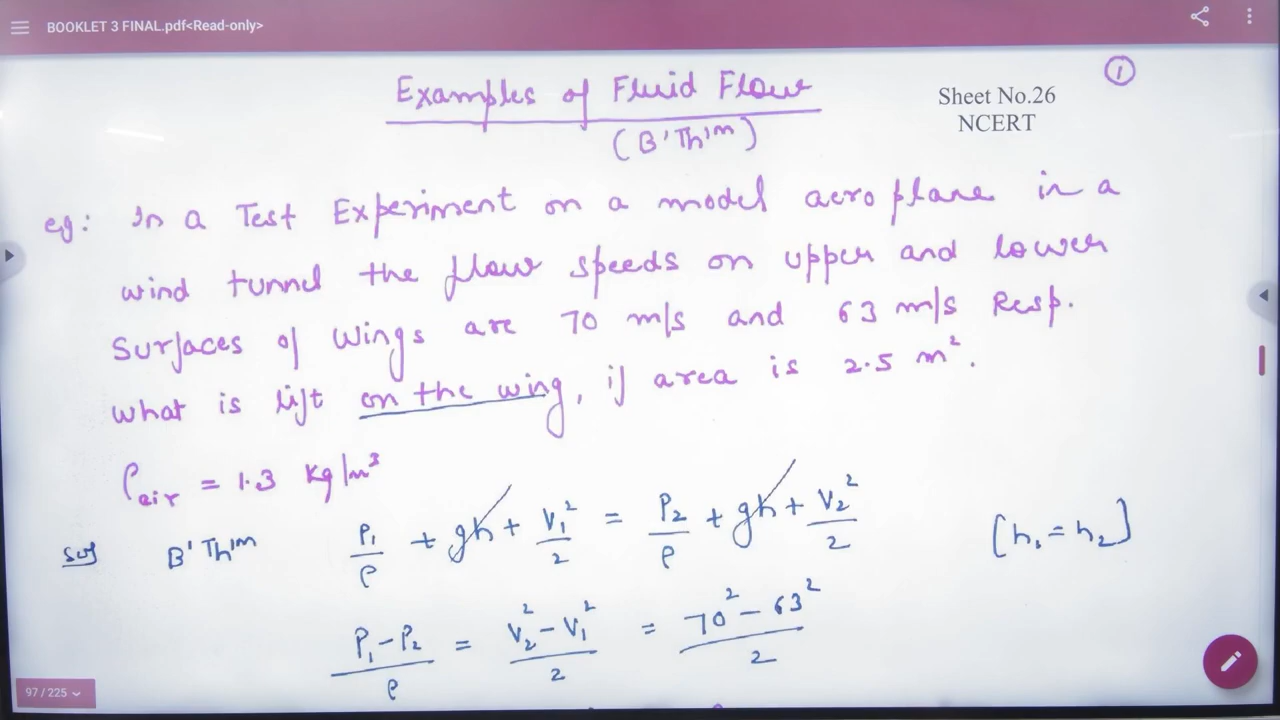 BOOKLET 3 FINAL.pdf<Read-only>
①
Examples of Fluid Flow
(B'Th'm)
Sheet No.26
NCERT
eg: In a Test Experiment on a model aeroplane in a
wind tunnel the flow speeds on upper and lower
Surfaces of Wings are 70 m/s and 63 m/s Resp.
what is lift on the wing, if area is 2.5 m².
ρair = 1.3 kg/m³
Sol B'Th'm P₁/ρ + gh + V₁²/2 = P₂/ρ + gh + V₂²/2 [h₁ = h₂]
P₁-P₂/ρ = V₂²-V₁²/2 = 70²-63²/2
97 / 225